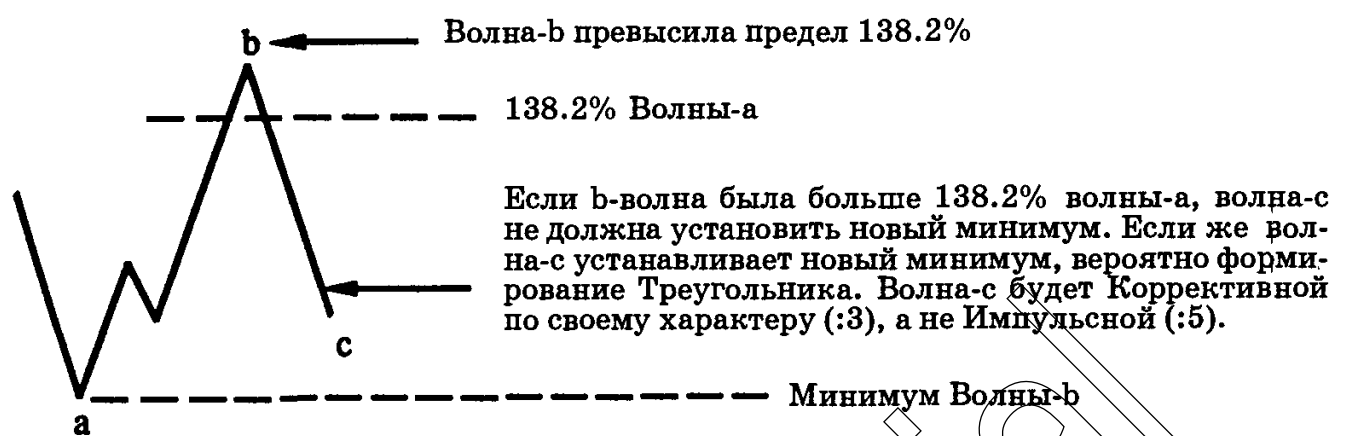 b
Волна-b превысила предел 138.2%
138.2% Волны-а
Если b-волна была больше 138.2% волны-а, волна-с
не должна установить новый минимум. Если же вол-
на-с устанавливает новый минимум, вероятно форми-
рование Треугольника. Волна-с будет Коррективной
по своему характеру (:3), а не Импульсной (:5).
c
Минимум Волны-b
a